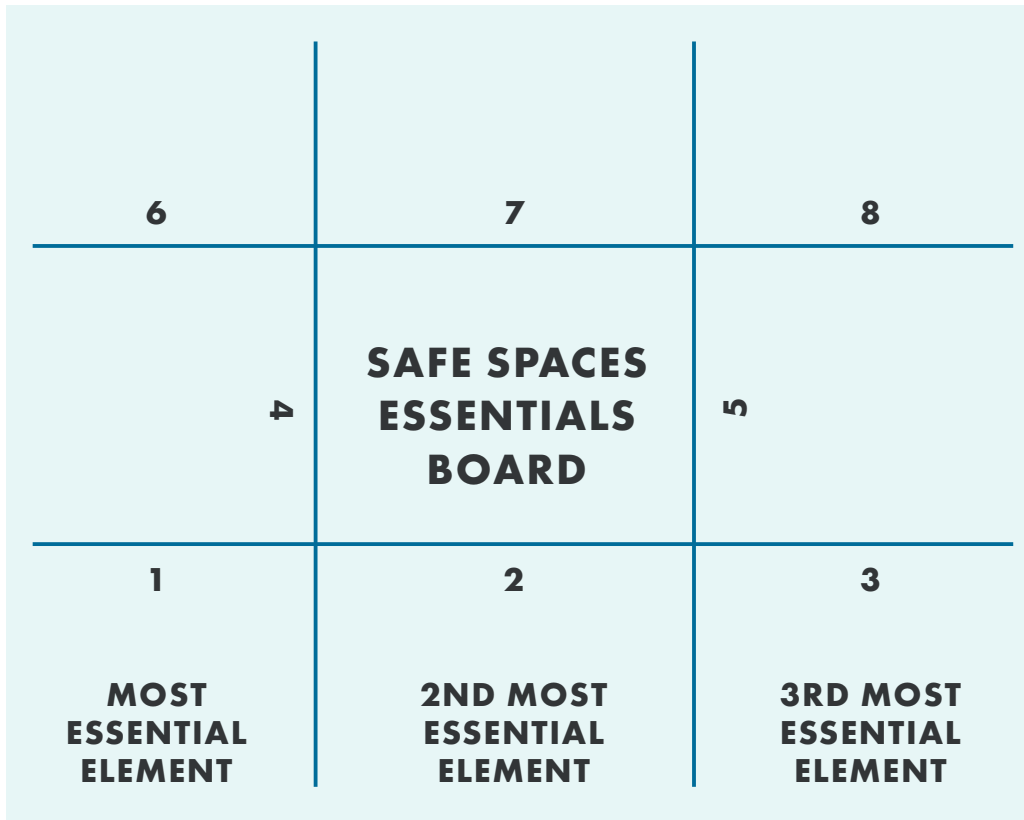 6
7
8
SAFE SPACES
ESSENTIALS
BOARD
4
5
1
2
3
MOST
ESSENTIAL
ELEMENT
2ND MOST
ESSENTIAL
ELEMENT
3RD MOST
ESSENTIAL
ELEMENT